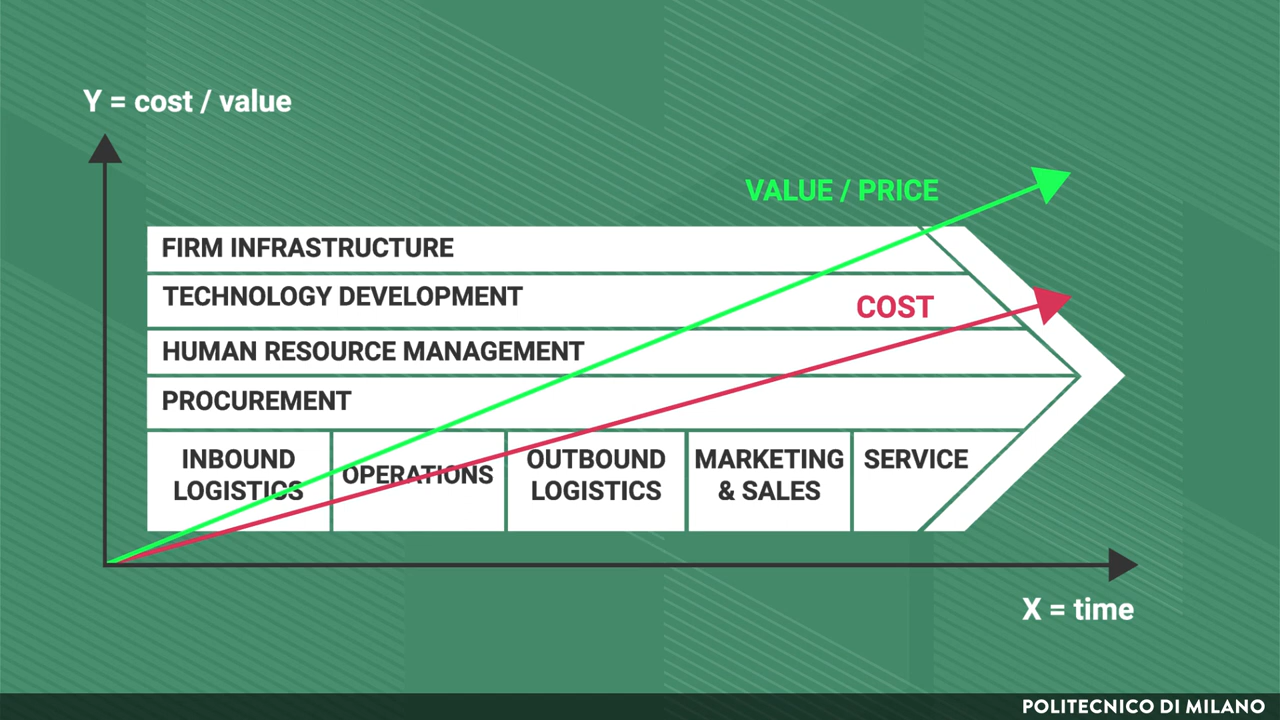 Y = cost / value
VALUE / PRICE
FIRM INFRASTRUCTURE
TECHNOLOGY DEVELOPMENT
COST
HUMAN RESOURCE MANAGEMENT
PROCUREMENT
INBOUND
LOGISTICS
OPERATIONS
OUTBOUND
LOGISTICS
MARKETING
& SALES
SERVICE
X = time
POLITECNICO DI MILANO